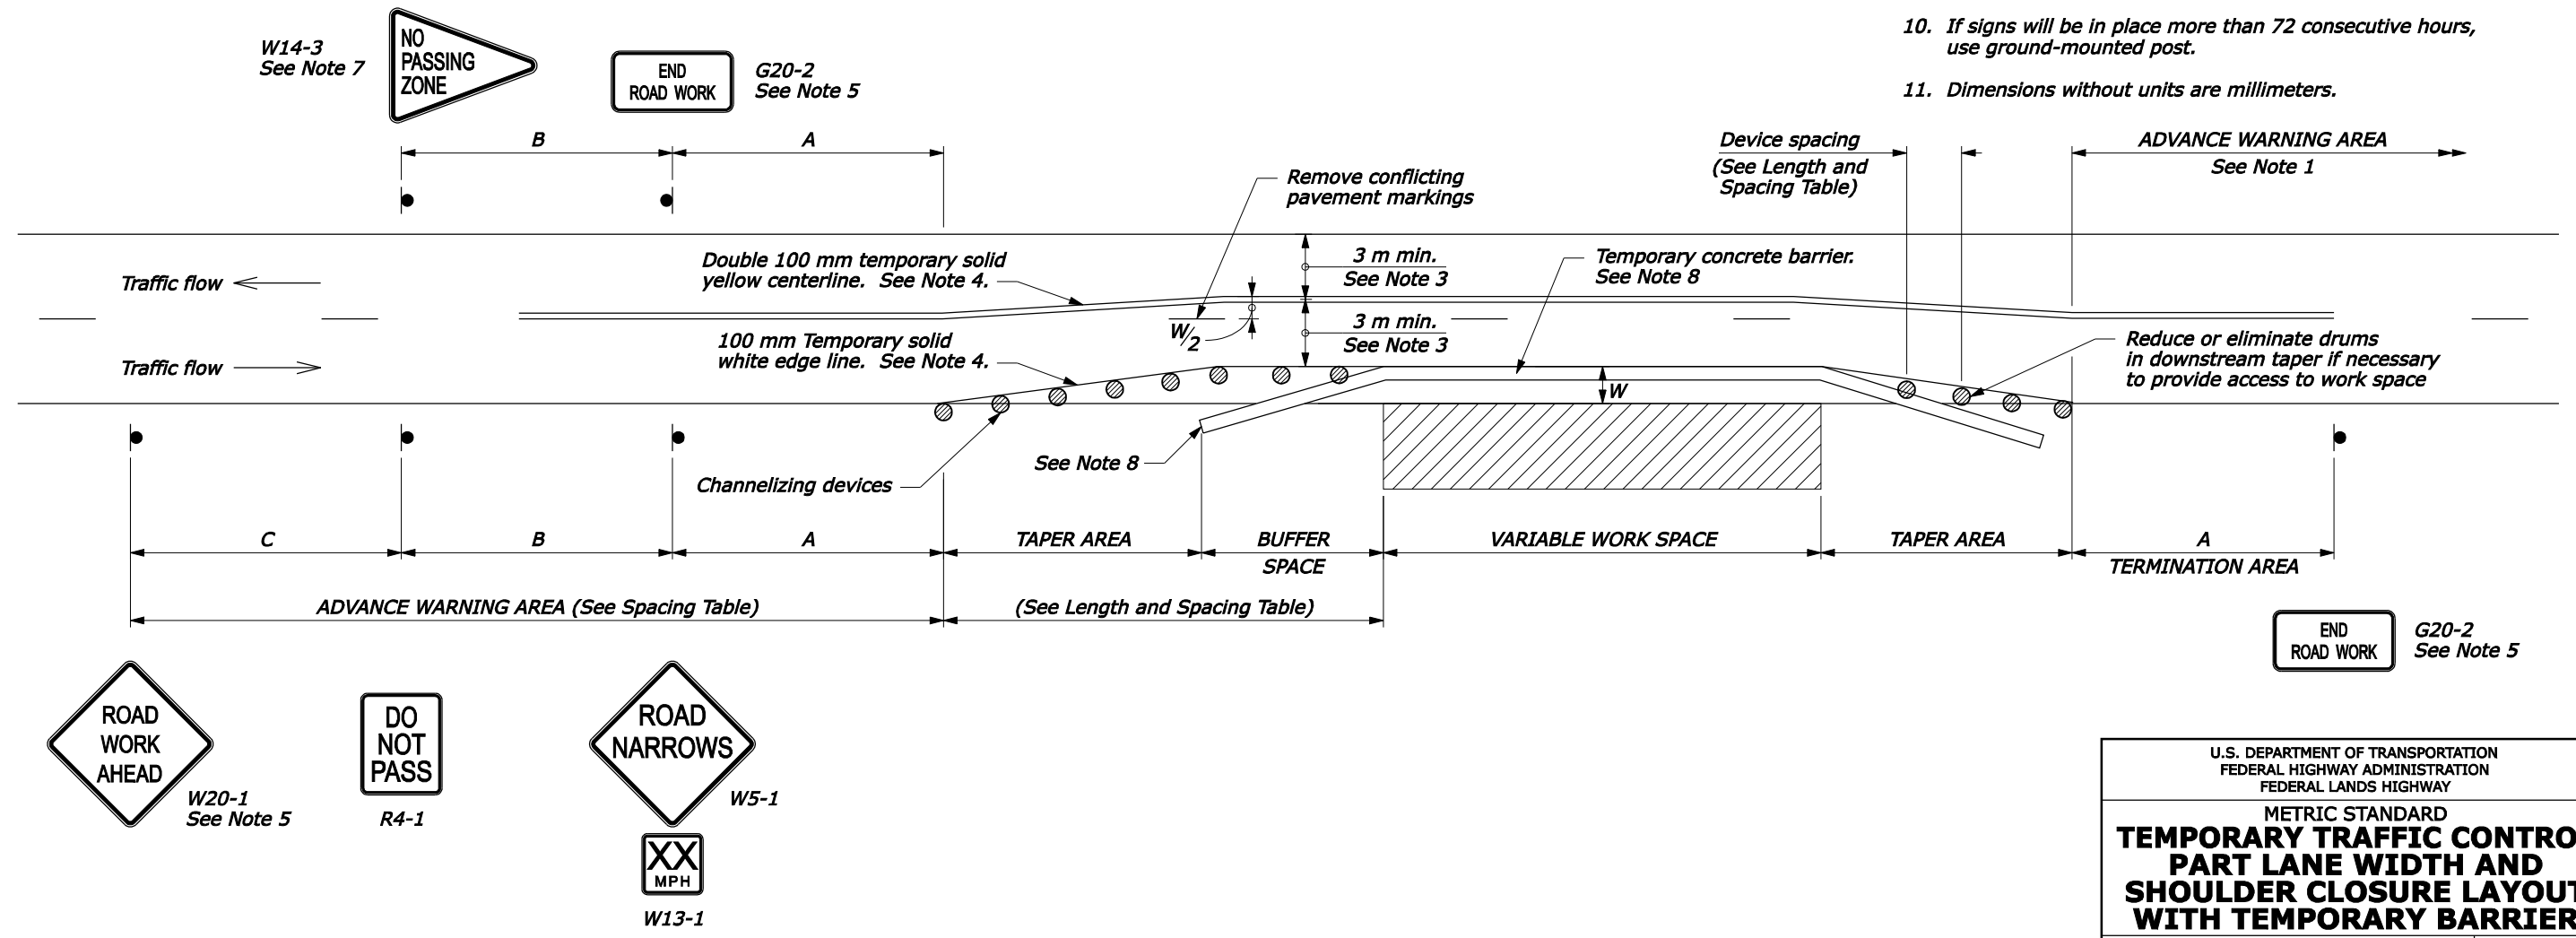 10. If signs will be in place more than 72 consecutive hours,
use ground-mounted post.
11. Dimensions without units are millimeters.
W14-3
See Note 7
NO
PASSING
ZONE
END
ROAD WORK
G20-2
See Note 5
B
A
Device spacing
(See Length and
Spacing Table)
ADVANCE WARNING AREA
See Note 1
Remove conflicting
pavement markings
Double 100 mm temporary solid
yellow centerline. See Note 4.
3 m min.
See Note 3
Temporary concrete barrier.
See Note 8
Traffic flow
W/2
3 m min.
See Note 3
100 mm Temporary solid
white edge line. See Note 4.
Traffic flow
Reduce or eliminate drums
in downstream taper if necessary
to provide access to work space
W
See Note 8
Channelizing devices
C
B
A
TAPER AREA
BUFFER
SPACE
VARIABLE WORK SPACE
TAPER AREA
A
TERMINATION AREA
ADVANCE WARNING AREA (See Spacing Table)
(See Length and Spacing Table)
END
ROAD WORK
G20-2
See Note 5
ROAD
WORK
AHEAD
W20-1
See Note 5
DO
NOT
PASS
R4-1
ROAD
NARROWS
W5-1
XX
MPH
W13-1
U.S. DEPARTMENT OF TRANSPORTATION
FEDERAL HIGHWAY ADMINISTRATION
FEDERAL LANDS HIGHWAY
METRIC STANDARD
TEMPORARY TRAFFIC CONTRO
PART LANE WIDTH AND
SHOULDER CLOSURE LAYOUT
WITH TEMPORARY BARRIER